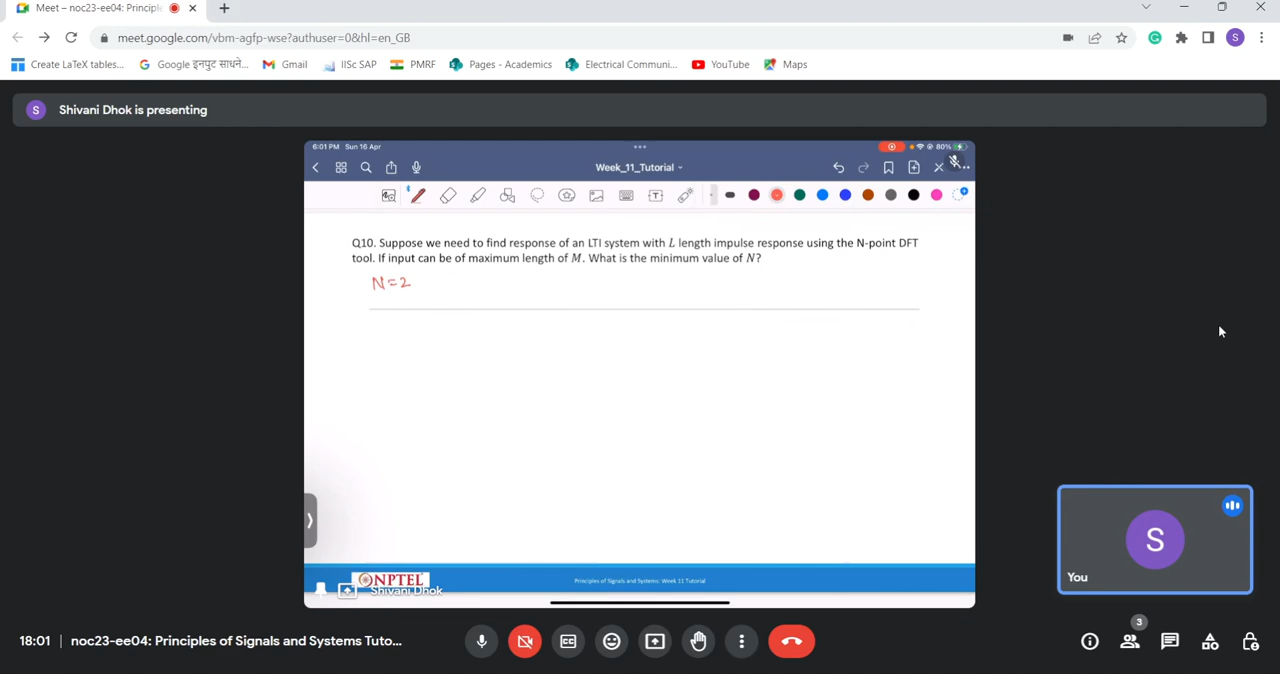 Meet – noc23-ee04: Principle
meet.google.com/vbm-agfp-wse?authuser=0&hl=en_GB
S
Create LaTeX tables... Google इनपुट साधने... Gmail IISc SAP PMRF Pages - Academics Electrical Communi... YouTube Maps
S Shivani Dhok is presenting
6:01 PM Sun 16 Apr 80%
Week_11_Tutorial
Q10. Suppose we need to find response of an LTI system with L length impulse response using the N-point DFT
tool. If input can be of maximum length of M. What is the minimum value of N?
N=2
S
You
NPTEL
Principles of Signals and Systems: Week 11 Tutorial
Shivani Dhok
3
18:01 | noc23-ee04: Principles of Signals and Systems Tuto...